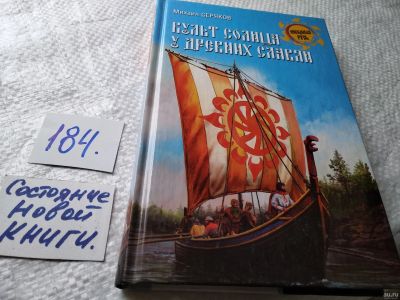 Михаил СЕРЯКОВ
КУЛЬТ СОЛНЦА
У ДРЕВНИХ СЛАВЯН
184.
Состояние
новой
книги.